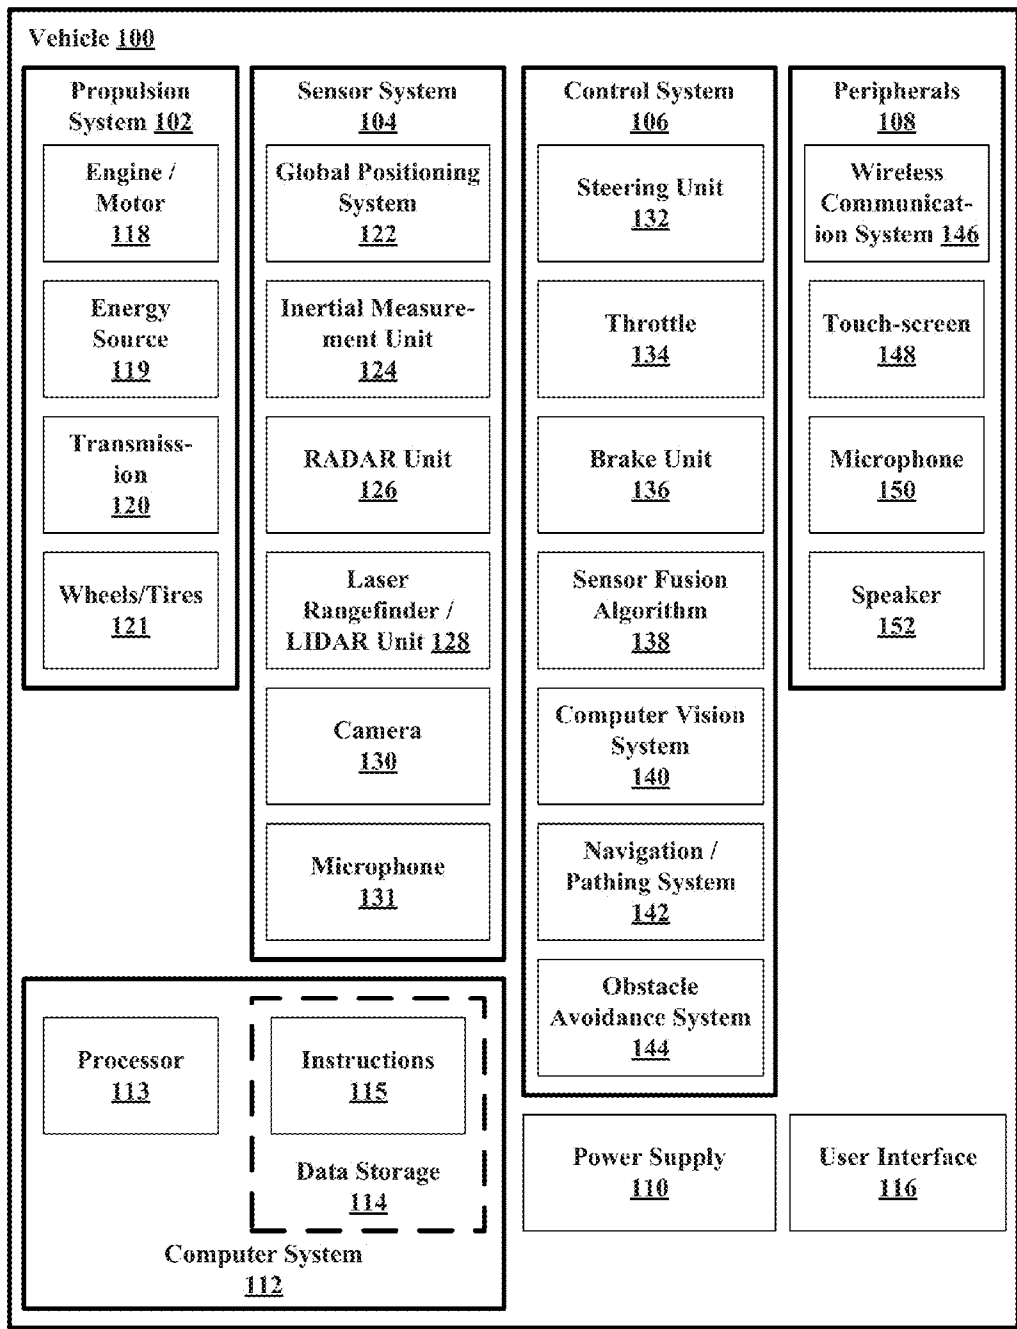 Vehicle 100
Propulsion
System 102
Engine /
Motor
118
Energy
Source
119
Transmiss-
ion
120
Wheels/Tires
121
Sensor System
104
Global Positioning
System
122
Inertial Measure-
ment Unit
124
RADAR Unit
126
Laser
Rangefinder /
LIDAR Unit 128
Camera
130
Microphone
131
Control System
106
Steering Unit
132
Throttle
134
Brake Unit
136
Sensor Fusion
Algorithm
138
Computer Vision
System
140
Navigation /
Pathing System
142
Obstacle
Avoidance System
144
Peripherals
108
Wireless
Communicat-
ion System 146
Touch-screen
148
Microphone
150
Speaker
152
Processor
113
Instructions
115
Data Storage
114
Computer System
112
Power Supply
110
User Interface
116